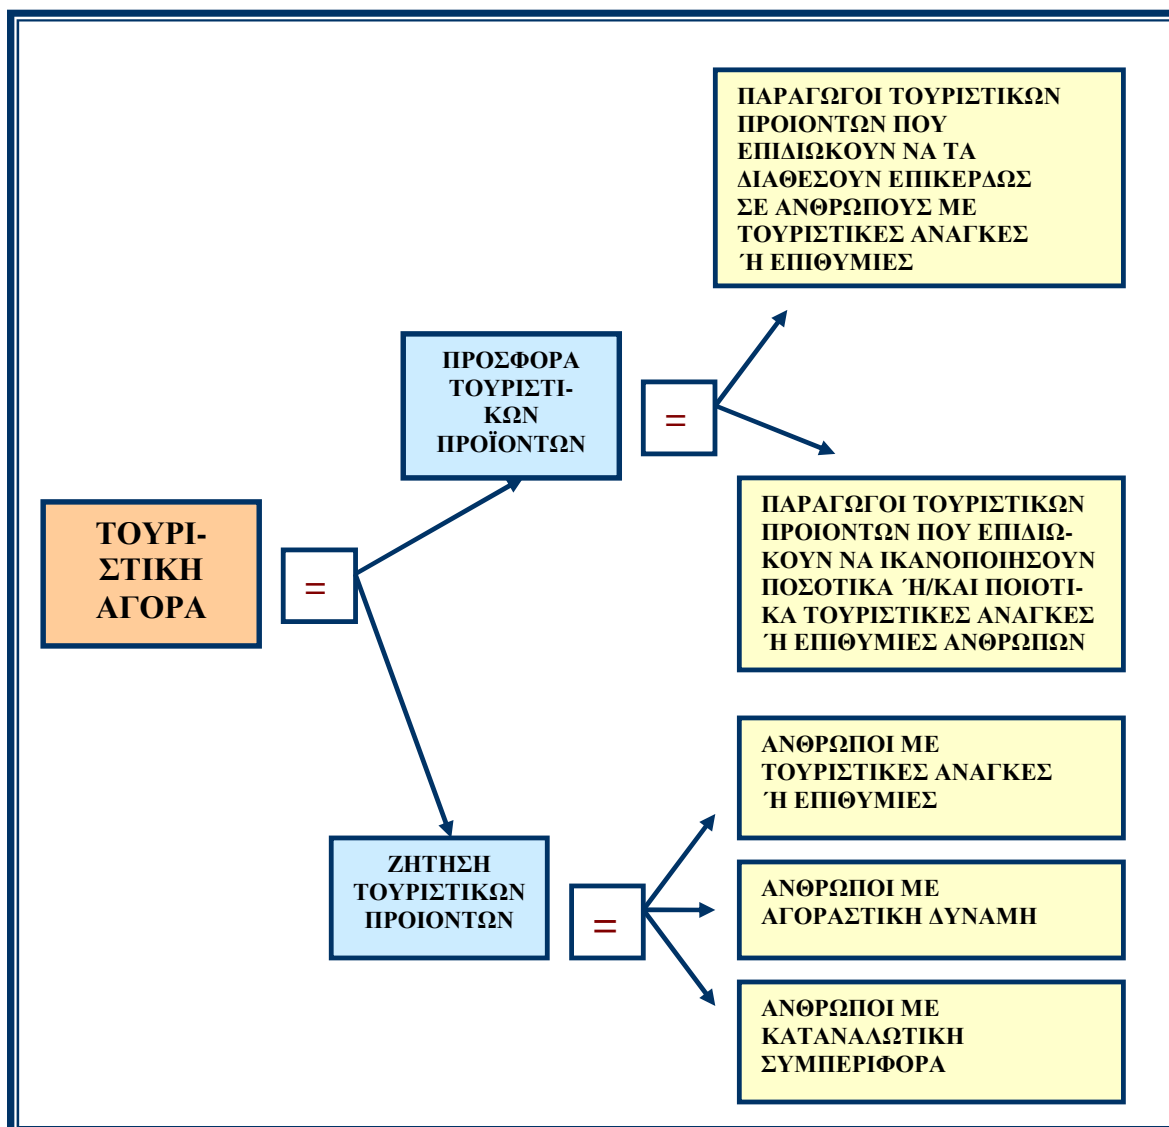 ΠΑΡΑΓΩΓΟΙ ΤΟΥΡΙΣΤΙΚΩΝ
ΠΡΟΙΟΝΤΩΝ ΠΟΥ
ΕΠΙΔΙΩΚΟΥΝ ΝΑ ΤΑ
ΔΙΑΘΕΣΟΥΝ ΕΠΙΚΕΡΔΩΣ
ΣΕ ΑΝΘΡΩΠΟΥΣ ΜΕ
ΤΟΥΡΙΣΤΙΚΕΣ ΑΝΑΓΚΕΣ
Ή ΕΠΙΘΥΜΙΕΣ
ΠΡΟΣΦΟΡΑ
ΤΟΥΡΙΣΤΙ-
ΚΩΝ
ΠΡΟΪΟΝΤΩΝ
=
ΠΑΡΑΓΩΓΟΙ ΤΟΥΡΙΣΤΙΚΩΝ
ΠΡΟΙΟΝΤΩΝ ΠΟΥ ΕΠΙΔΙΩ-
ΚΟΥΝ ΝΑ ΙΚΑΝΟΠΟΙΗΣΟΥΝ
ΠΟΣΟΤΙΚΑ Ή/ΚΑΙ ΠΟΙΟΤΙ-
ΚΑ ΤΟΥΡΙΣΤΙΚΕΣ ΑΝΑΓΚΕΣ
Ή ΕΠΙΘΥΜΙΕΣ ΑΝΘΡΩΠΩΝ
ΤΟΥΡΙ-
ΣΤΙΚΗ
ΑΓΟΡΑ
=
ΑΝΘΡΩΠΟΙ ΜΕ
ΤΟΥΡΙΣΤΙΚΕΣ ΑΝΑΓΚΕΣ
Ή ΕΠΙΘΥΜΙΕΣ
ΖΗΤΗΣΗ
ΤΟΥΡΙΣΤΙΚΩΝ
ΠΡΟΙΟΝΤΩΝ
=
ΑΝΘΡΩΠΟΙ ΜΕ
ΑΓΟΡΑΣΤΙΚΗ ΔΥΝΑΜΗ
ΑΝΘΡΩΠΟΙ ΜΕ
ΚΑΤΑΝΑΛΩΤΙΚΗ
ΣΥΜΠΕΡΙΦΟΡΑ